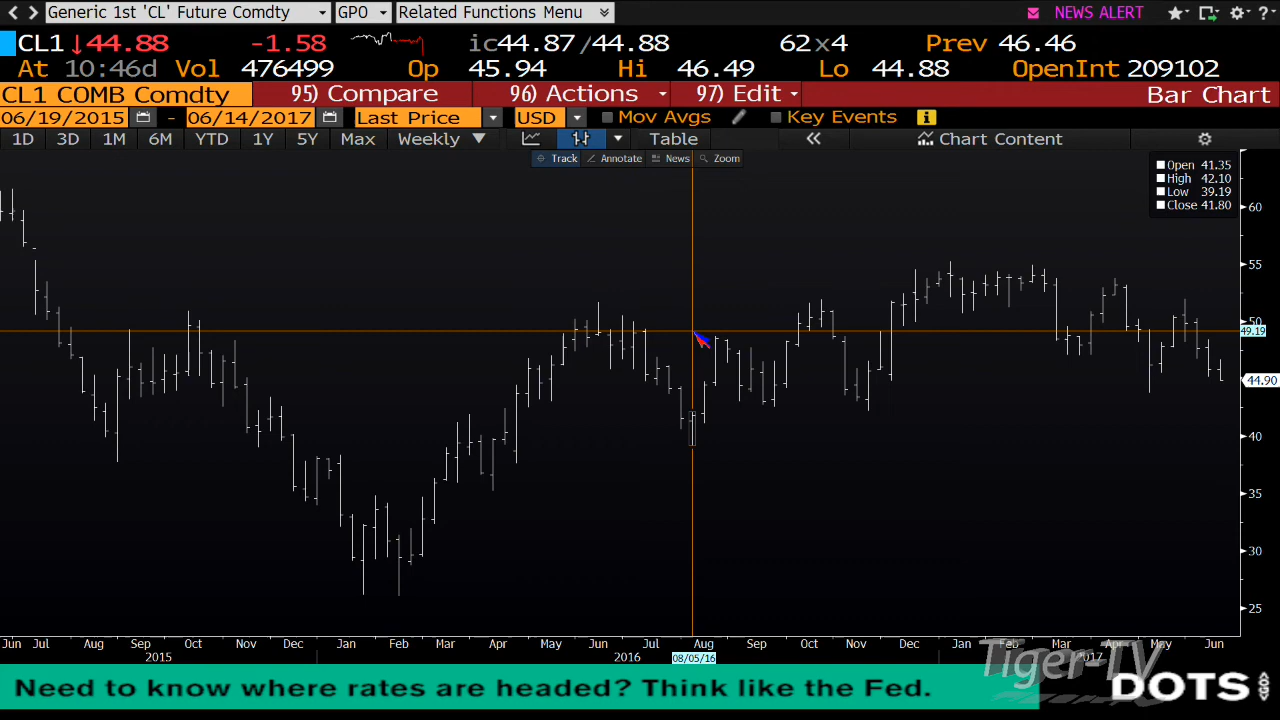 Generic 1st 'CL' Future Comdty GPO Related Functions Menu NEWS ALERT ?
CL1 ↓44.88 -1.58 ic44.87/44.88 62x4 Prev 46.46
At 10:46d Vol 476499 Op 45.94 Hi 46.49 Lo 44.88 OpenInt 209102
CL1 COMB Comdty 95) Compare 96) Actions 97) Edit Bar Chart
06/19/2015 - 06/14/2017 Last Price USD Mov Avgs Key Events i
1D 3D 1M 6M YTD 1Y 5Y Max Weekly ▼ Table « Chart Content
Track Annotate News Zoom
Open 41.35
High 42.10
Low 39.19
Close 41.80
60
55
50
49.19
44.90
40
35
30
25
Jun Jul Aug Sep Oct Nov Dec Jan Feb Mar Apr May Jun Jul Aug Sep Oct Nov Dec Jan Feb Mar Apr May Jun
2015 2016 08/05/16 2017
Tiger-TV
Need to know where rates are headed? Think like the Fed.
DOTS